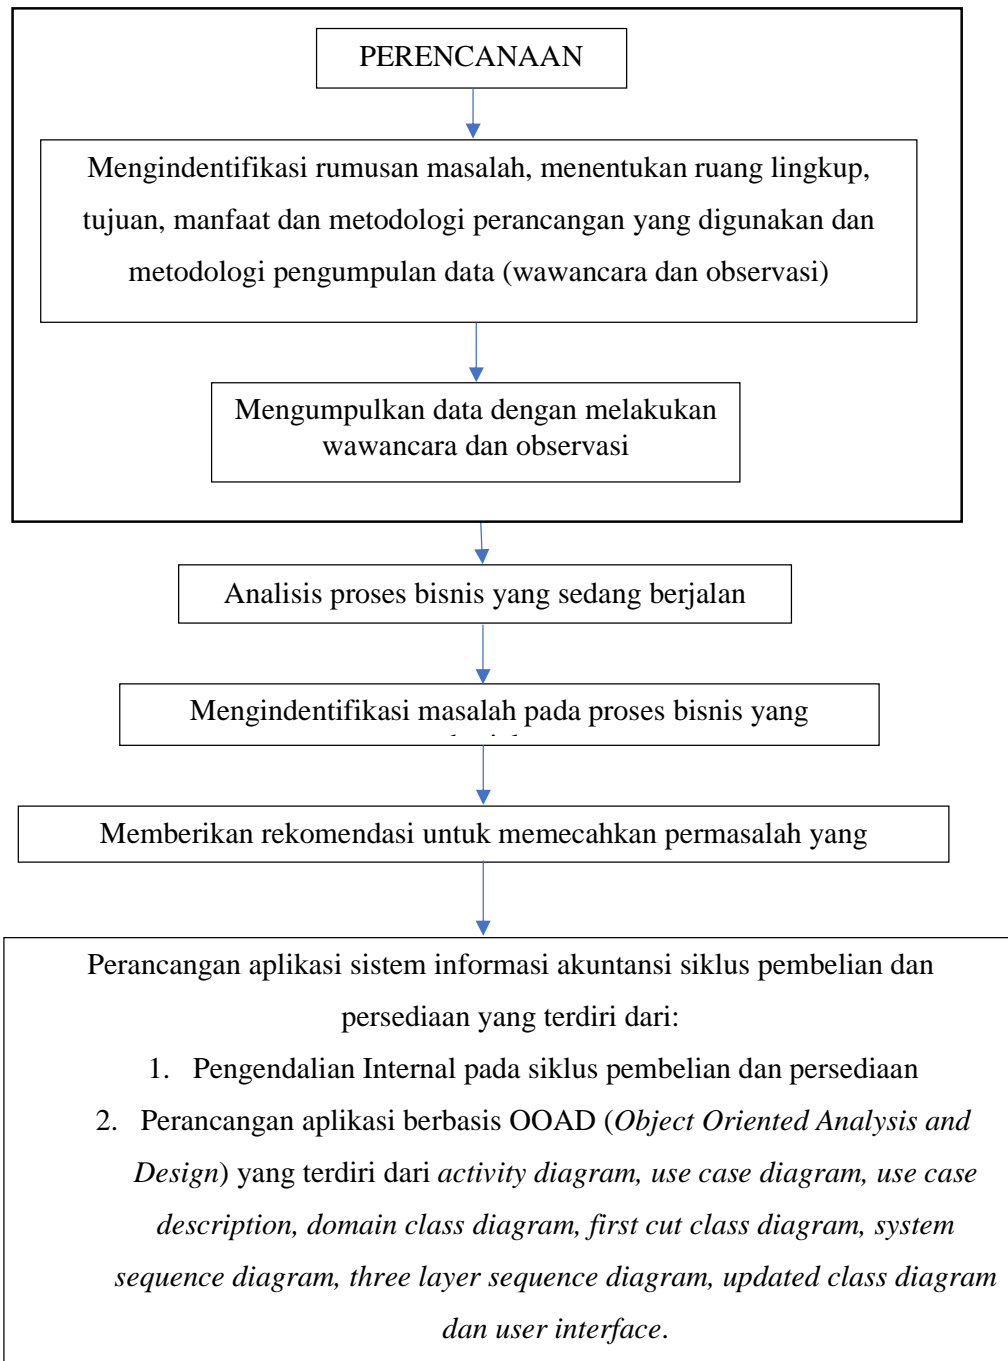 PERENCANAAN
Mengindentifikasi rumusan masalah, menentukan ruang lingkup,
tujuan, manfaat dan metodologi perancangan yang digunakan dan
metodologi pengumpulan data (wawancara dan observasi)
Mengumpulkan data dengan melakukan
wawancara dan observasi
Analisis proses bisnis yang sedang berjalan
Mengindentifikasi masalah pada proses bisnis yang
Memberikan rekomendasi untuk memecahkan permasalah yang
Perancangan aplikasi sistem informasi akuntansi siklus pembelian dan
persediaan yang terdiri dari:
1. Pengendalian Internal pada siklus pembelian dan persediaan
2. Perancangan aplikasi berbasis OOAD (Object Oriented Analysis and
Design) yang terdiri dari activity diagram, use case diagram, use case
description, domain class diagram, first cut class diagram, system
sequence diagram, three layer sequence diagram, updated class diagram
dan user interface.